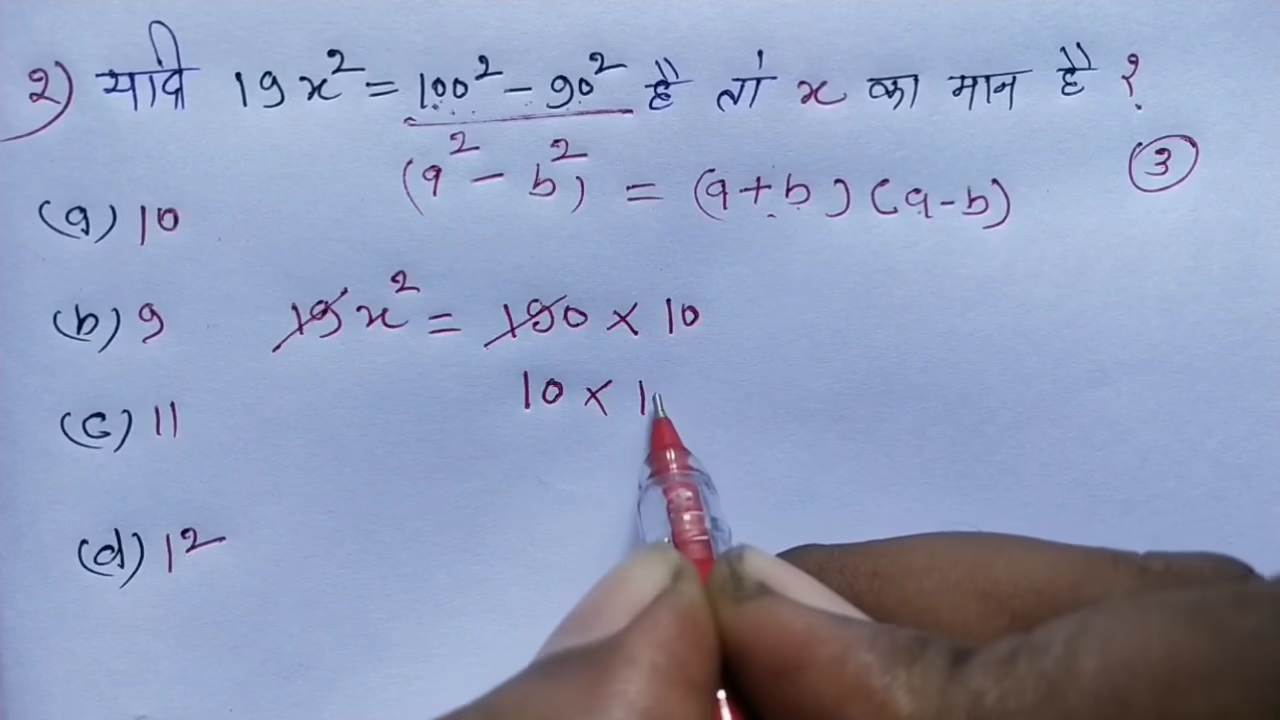 2) यदि 19x² = 100² - 90² है तो x का मान है ?
(a² - b²) = (a+b) (a-b)
3
(a) 10
(b) 9
19x² = 190 × 10
10 × 1
(c) 11
(d) 12